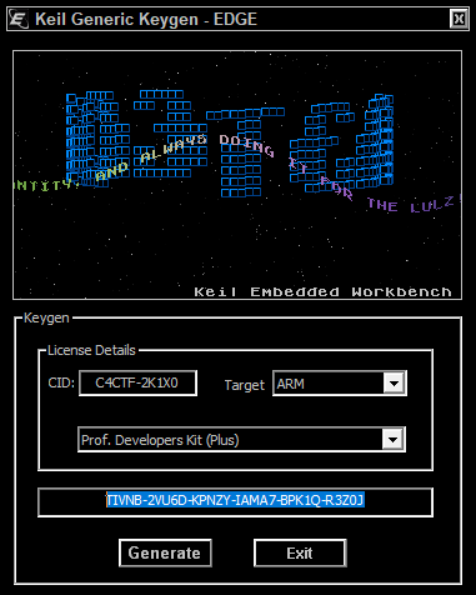 Keil Generic Keygen - EDGE
NTITY, AND ALWAYS DOING IT FOR THE LULZ!
Keil Embedded Workbench
Keygen
License Details
CID: C4CTF-2K1X0 Target ARM
Prof. Developers Kit (Plus)
TIVNB-2VU6D-KPNZY-IAMA7-BPK1Q-R3Z0J
Generate Exit